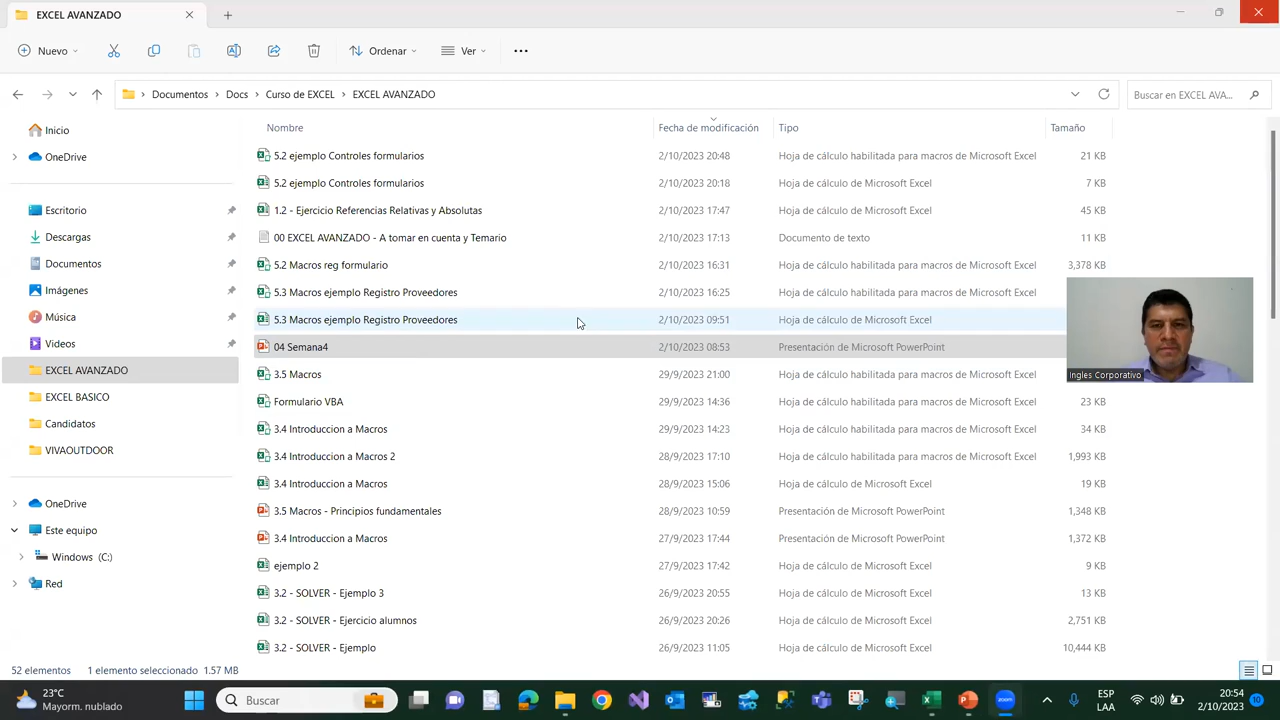 EXCEL AVANZADO
Nuevo
Ordenar
Ver
Documentos > Docs > Curso de EXCEL > EXCEL AVANZADO
Buscar en EXCEL AVA...
Inicio
OneDrive
Escritorio
Descargas
Documentos
Imágenes
Música
Videos
EXCEL AVANZADO
EXCEL BASICO
Candidatos
VIVAOUTDOOR
OneDrive
Este equipo
Windows (C:)
Red
Nombre Fecha de modificación Tipo Tamaño
5.2 ejemplo Controles formularios 2/10/2023 20:48 Hoja de cálculo habilitada para macros de Microsoft Excel 21 KB
5.2 ejemplo Controles formularios 2/10/2023 20:18 Hoja de cálculo de Microsoft Excel 7 KB
1.2 - Ejercicio Referencias Relativas y Absolutas 2/10/2023 17:47 Hoja de cálculo de Microsoft Excel 45 KB
00 EXCEL AVANZADO - A tomar en cuenta y Temario 2/10/2023 17:13 Documento de texto 11 KB
5.2 Macros reg formulario 2/10/2023 16:31 Hoja de cálculo habilitada para macros de Microsoft Excel 3,378 KB
5.3 Macros ejemplo Registro Proveedores 2/10/2023 16:25 Hoja de cálculo habilitada para macros de Microsoft Excel
5.3 Macros ejemplo Registro Proveedores 2/10/2023 09:51 Hoja de cálculo de Microsoft Excel
04 Semana4 2/10/2023 08:53 Presentación de Microsoft PowerPoint
3.5 Macros 29/9/2023 21:00 Hoja de cálculo habilitada para macros de Microsoft Excel
Formulario VBA 29/9/2023 14:36 Hoja de cálculo habilitada para macros de Microsoft Excel 23 KB
3.4 Introduccion a Macros 29/9/2023 14:23 Hoja de cálculo habilitada para macros de Microsoft Excel 34 KB
3.4 Introduccion a Macros 2 28/9/2023 17:10 Hoja de cálculo habilitada para macros de Microsoft Excel 1,993 KB
3.4 Introduccion a Macros 28/9/2023 15:06 Hoja de cálculo de Microsoft Excel 19 KB
3.5 Macros - Principios fundamentales 28/9/2023 10:59 Presentación de Microsoft PowerPoint 1,348 KB
3.4 Introduccion a Macros 27/9/2023 17:44 Presentación de Microsoft PowerPoint 1,372 KB
ejemplo 2 27/9/2023 17:42 Hoja de cálculo de Microsoft Excel 9 KB
3.2 - SOLVER - Ejemplo 3 26/9/2023 20:55 Hoja de cálculo de Microsoft Excel 13 KB
3.2 - SOLVER - Ejercicio alumnos 26/9/2023 20:26 Hoja de cálculo de Microsoft Excel 2,751 KB
3.2 - SOLVER - Ejemplo 26/9/2023 11:05 Hoja de cálculo de Microsoft Excel 10,444 KB
Ingles Corporativo
52 elementos 1 elemento seleccionado 1.57 MB
23°C
Mayorm. nublado
Buscar
ESP
LAA
20:54
2/10/2023
10